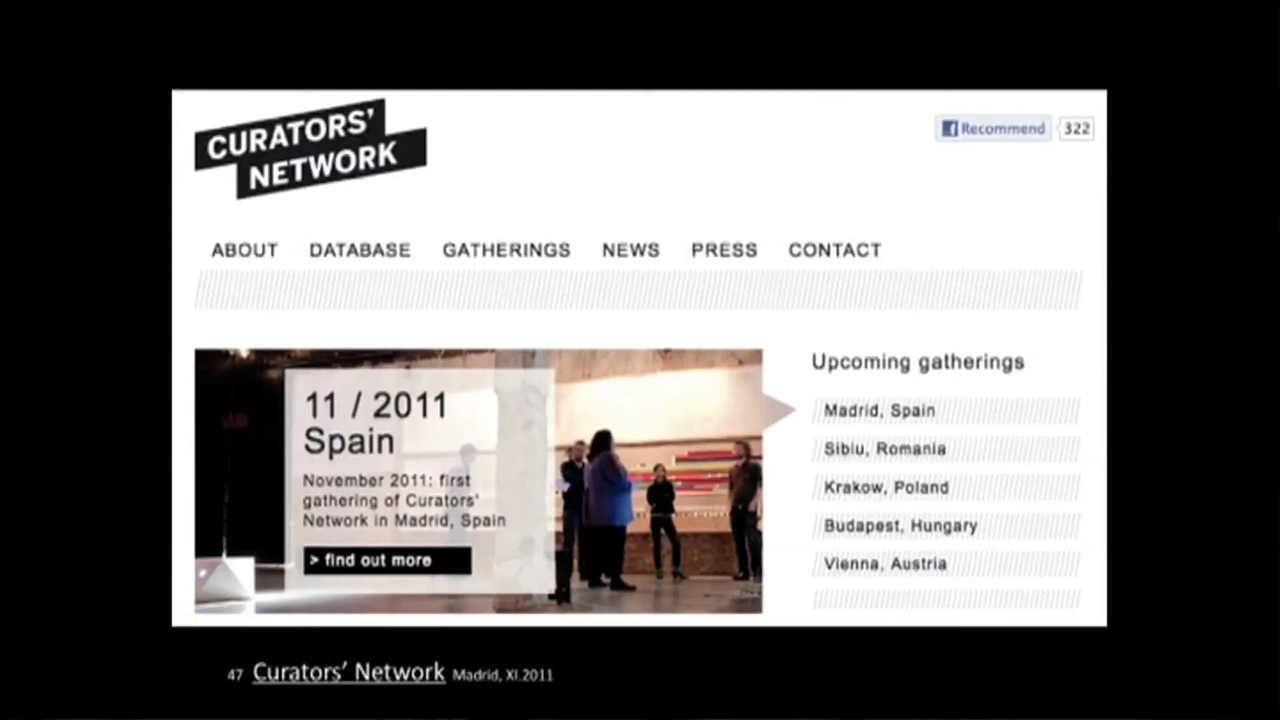 CURATORS'
NETWORK
Recommend 322
ABOUT DATABASE GATHERINGS NEWS PRESS CONTACT
11 / 2011
Spain
November 2011: first
gathering of Curators'
Network in Madrid, Spain
> find out more
Upcoming gatherings
Madrid, Spain
Sibiu, Romania
Krakow, Poland
Budapest, Hungary
Vienna, Austria
47 Curators' Network Madrid, XI.2011